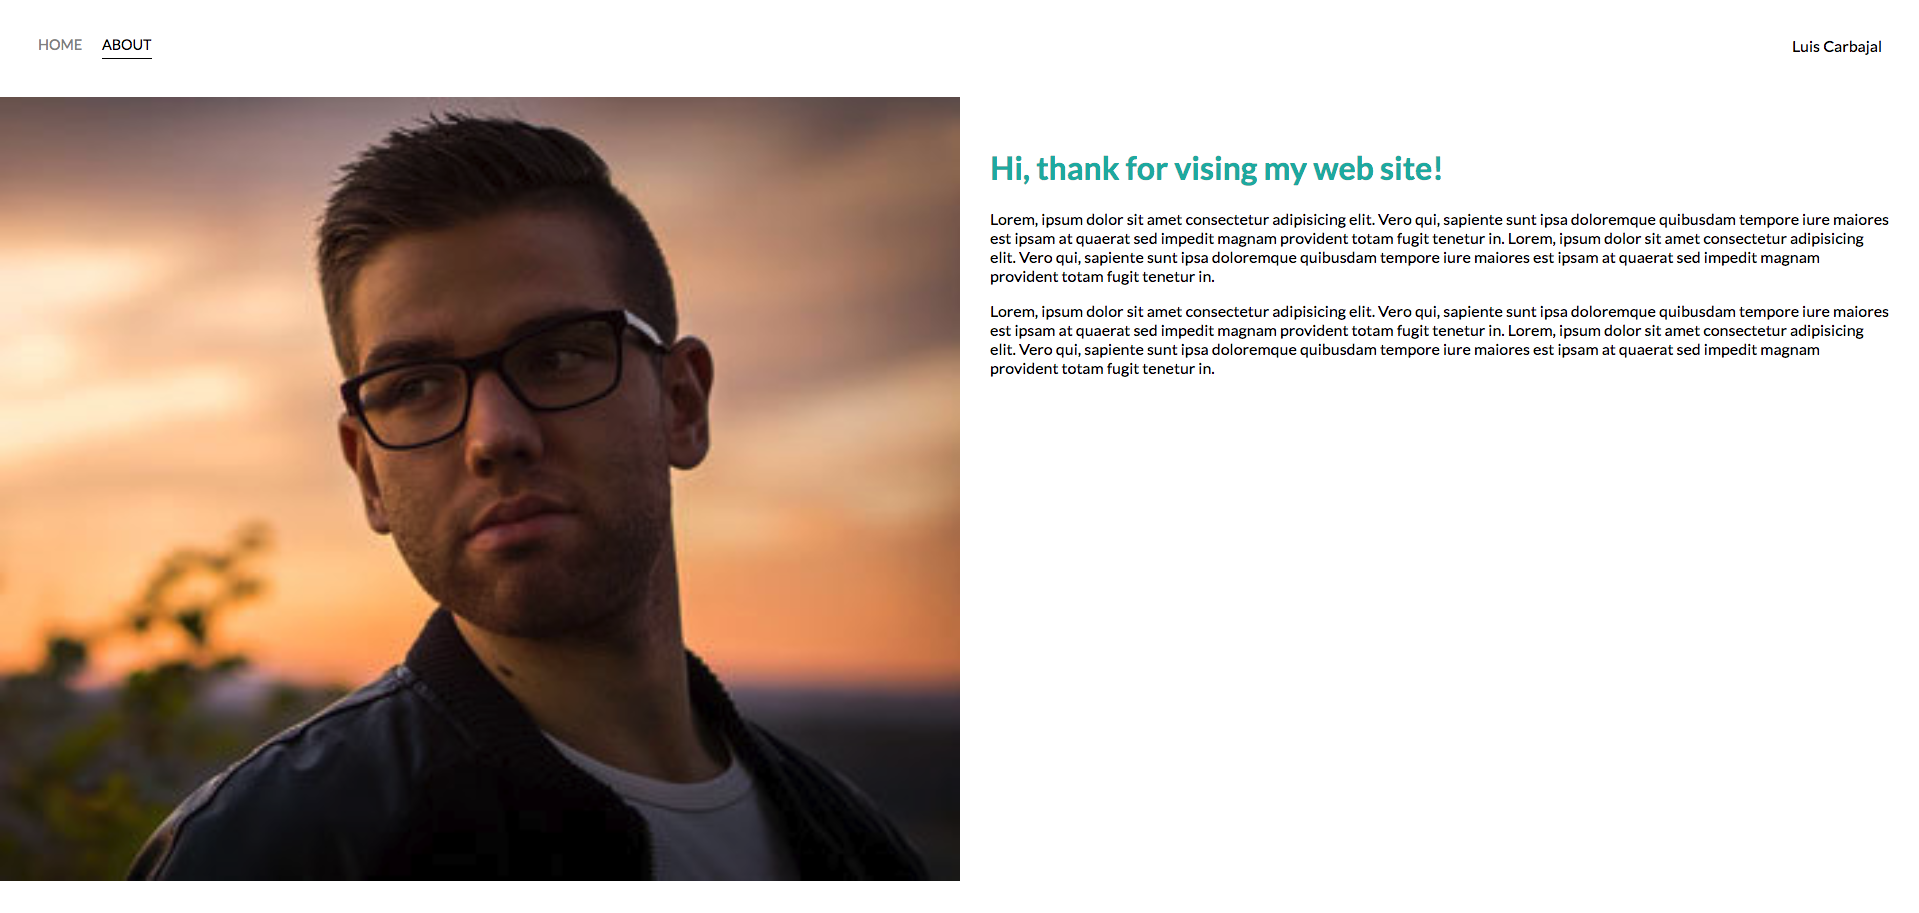 HOME ABOUT Luis Carbajal
Hi, thank for vising my web site!
Lorem, ipsum dolor sit amet consectetur adipisicing elit. Vero qui, sapiente sunt ipsa doloremque quibusdam tempore iure maiores
est ipsam at quaerat sed impedit magnam provident totam fugit tenetur in. Lorem, ipsum dolor sit amet consectetur adipisicing
elit. Vero qui, sapiente sunt ipsa doloremque quibusdam tempore iure maiores est ipsam at quaerat sed impedit magnam
provident totam fugit tenetur in.
Lorem, ipsum dolor sit amet consectetur adipisicing elit. Vero qui, sapiente sunt ipsa doloremque quibusdam tempore iure maiores
est ipsam at quaerat sed impedit magnam provident totam fugit tenetur in. Lorem, ipsum dolor sit amet consectetur adipisicing
elit. Vero qui, sapiente sunt ipsa doloremque quibusdam tempore iure maiores est ipsam at quaerat sed impedit magnam
provident totam fugit tenetur in.